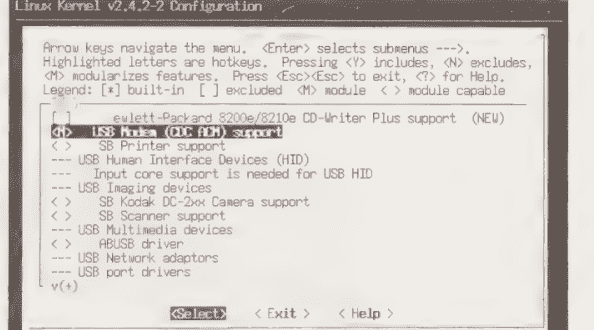 Linux Kernel v2.4.2-2 Configuration
Arrow keys navigate the menu. <Enter> selects submenus --->.
Highlighted letters are hotkeys. Pressing <Y> includes, <N> excludes,
<M> modularizes features. Press <Esc><Esc> to exit, <?> for Help.
Legend: [*] built-in [ ] excluded <M> module < > module capable
[ ] ewlett-Packard 8200e/8210e CD-Writer Plus support (NEW)
<M> USB Modem (CDC ACM) support
< > SB Printer support
--- USB Human Interface Devices (HID)
--- Input core support is needed for USB HID
--- USB Imaging devices
< > SB Kodak DC-2xx Camera support
< > SB Scanner support
--- USB Multimedia devices
< > ABUSB driver
--- USB Network adaptors
--- USB port drivers
v(+)
<Select> < Exit > < Help >